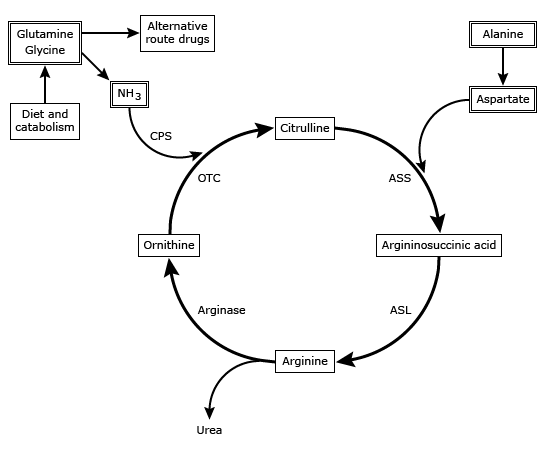 Glutamine
Glycine
Alternative
route drugs
Alanine
NH3
Aspartate
Diet and
catabolism
CPS
Citrulline
OTC
ASS
Ornithine
Argininosuccinic acid
Arginase
ASL
Arginine
Urea